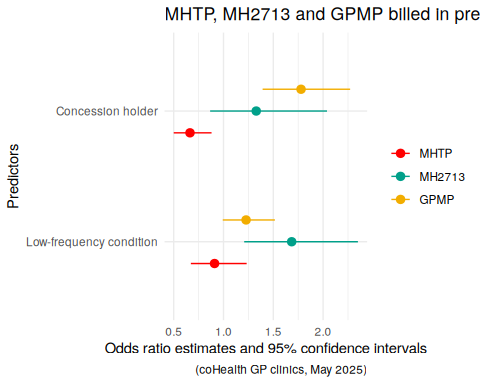 MHTP, MH2713 and GPMP billed in pre
Concession holder
Low-frequency condition
Predictors
MHTP
MH2713
GPMP
0.5 1.0 1.5 2.0
Odds ratio estimates and 95% confidence intervals
(coHealth GP clinics, May 2025)